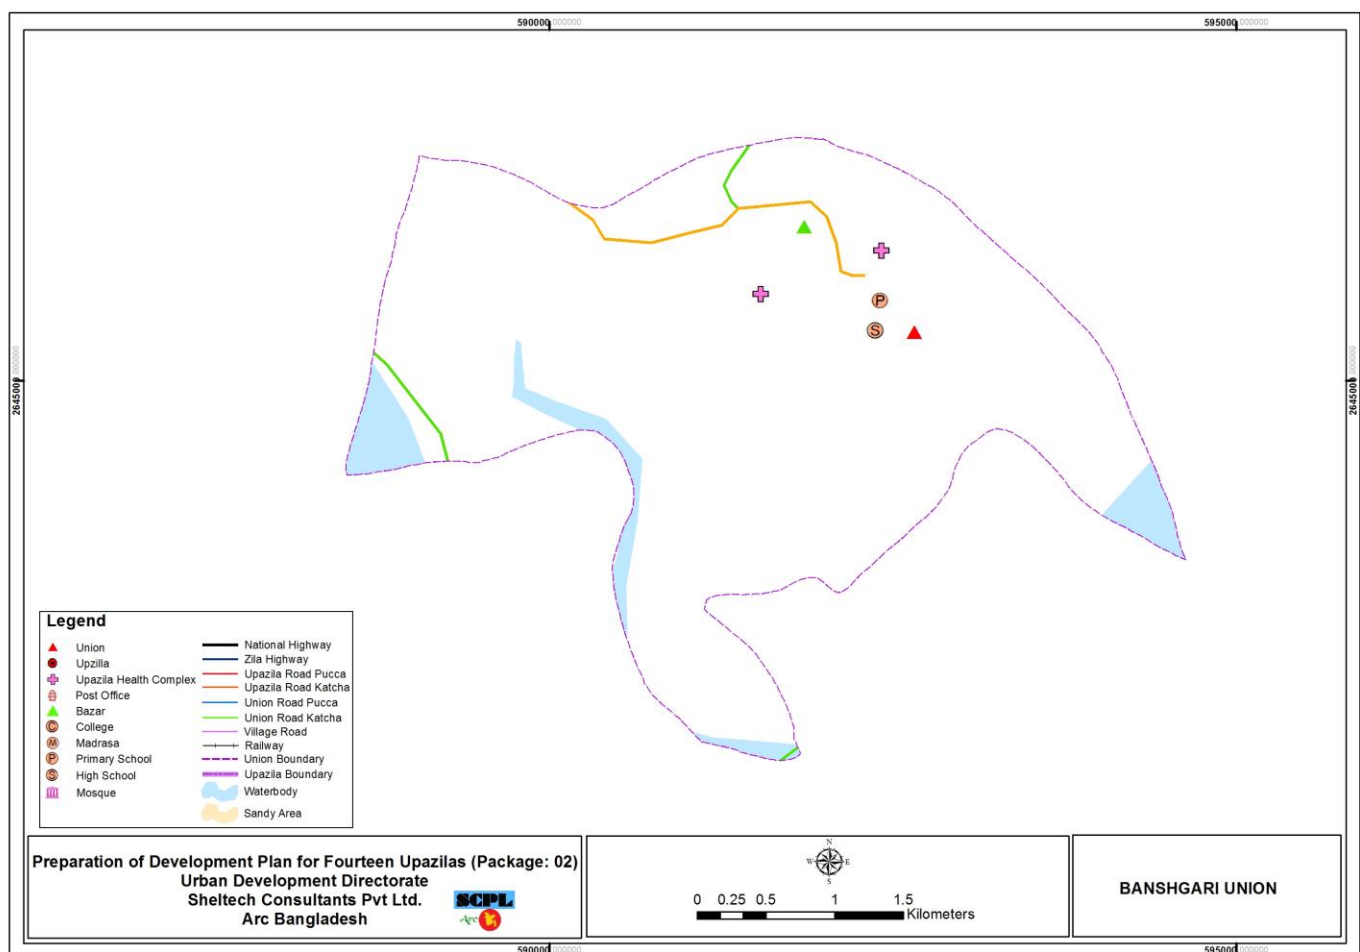 590000.000000
595000.000000
2645000.000000
2645000.000000
P
S
Legend
Union
Upzilla
Upazila Health Complex
Post Office
Bazar
C College
M Madrasa
P Primary School
S High School
Mosque
National Highway
Zila Highway
Upazila Road Pucca
Upazila Road Katcha
Union Road Pucca
Union Road Katcha
Village Road
Railway
Union Boundary
Upazila Boundary
Waterbody
Sandy Area
Preparation of Development Plan for Fourteen Upazilas (Package: 02)
Urban Development Directorate
Sheltech Consultants Pvt Ltd.
Arc Bangladesh
SCPL
Arc
N
W E
S
0 0.25 0.5 1 1.5
Kilometers
BANSHGARI UNION
590000.000000
595000.000000